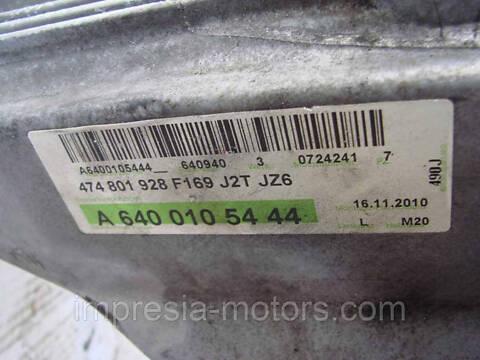 A6400105444__ 640940 3 0724241 7
474 801 928 F169 J2T JZ6
490J
A 640 010 54 44
16.11.2010
L M20
impresia-motors.com